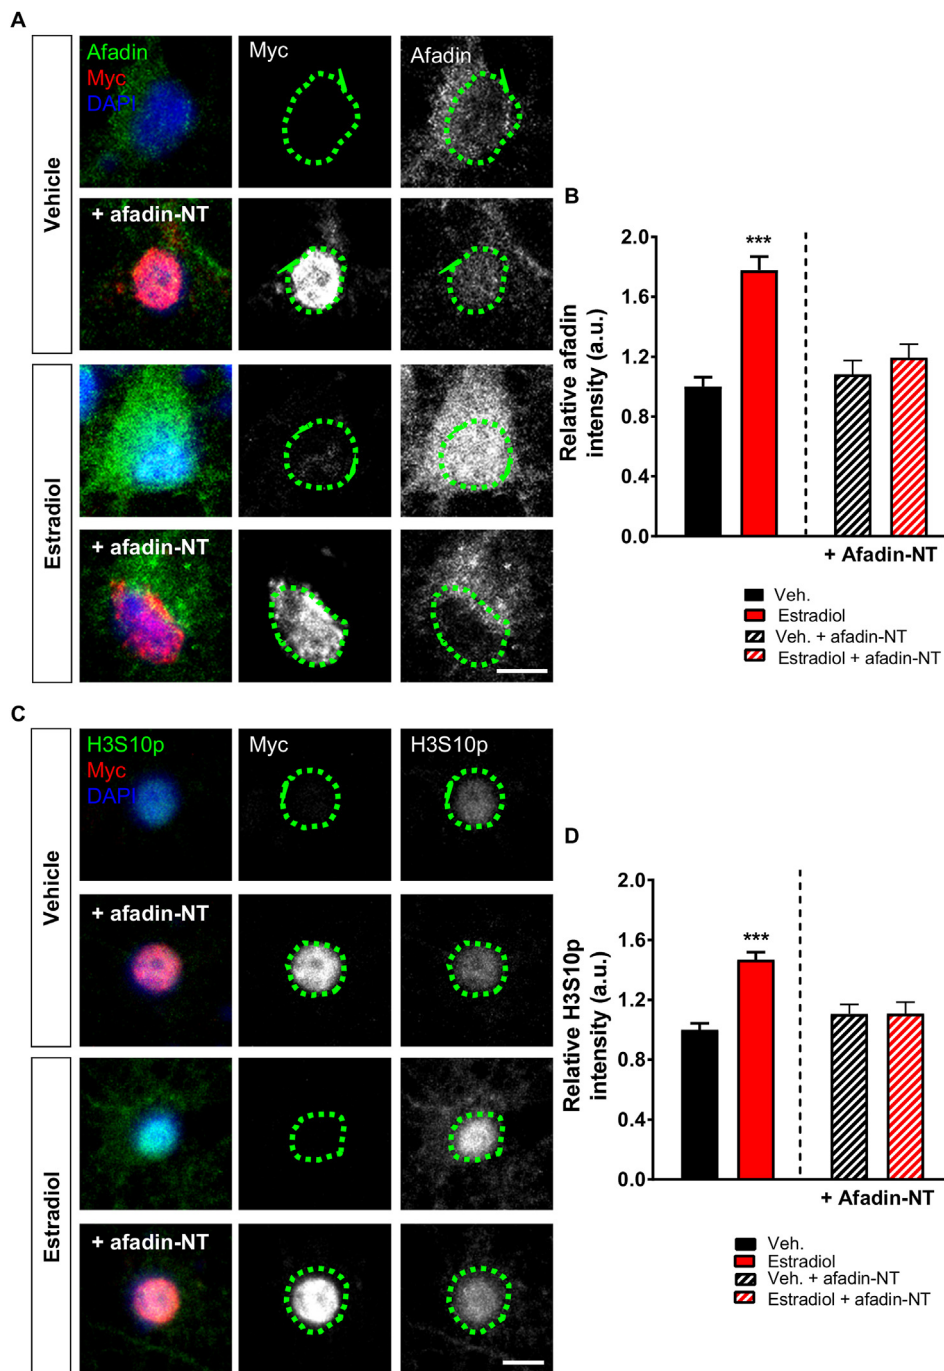 A
Afadin
Myc
DAPI
Myc
Afadin
Vehicle
+ afadin-NT
Estradiol
+ afadin-NT
B
Relative afadin
intensity (a.u.)
2.0
1.6
1.2
0.8
0.4
0.0
***
+ Afadin-NT
Veh.
Estradiol
Veh. + afadin-NT
Estradiol + afadin-NT
C
H3S10p
Myc
DAPI
Myc
H3S10p
Vehicle
+ afadin-NT
Estradiol
+ afadin-NT
D
Relative H3S10p
intensity (a.u.)
2.0
1.6
1.2
0.8
0.4
0.0
***
+ Afadin-NT
Veh.
Estradiol
Veh. + afadin-NT
Estradiol + afadin-NT